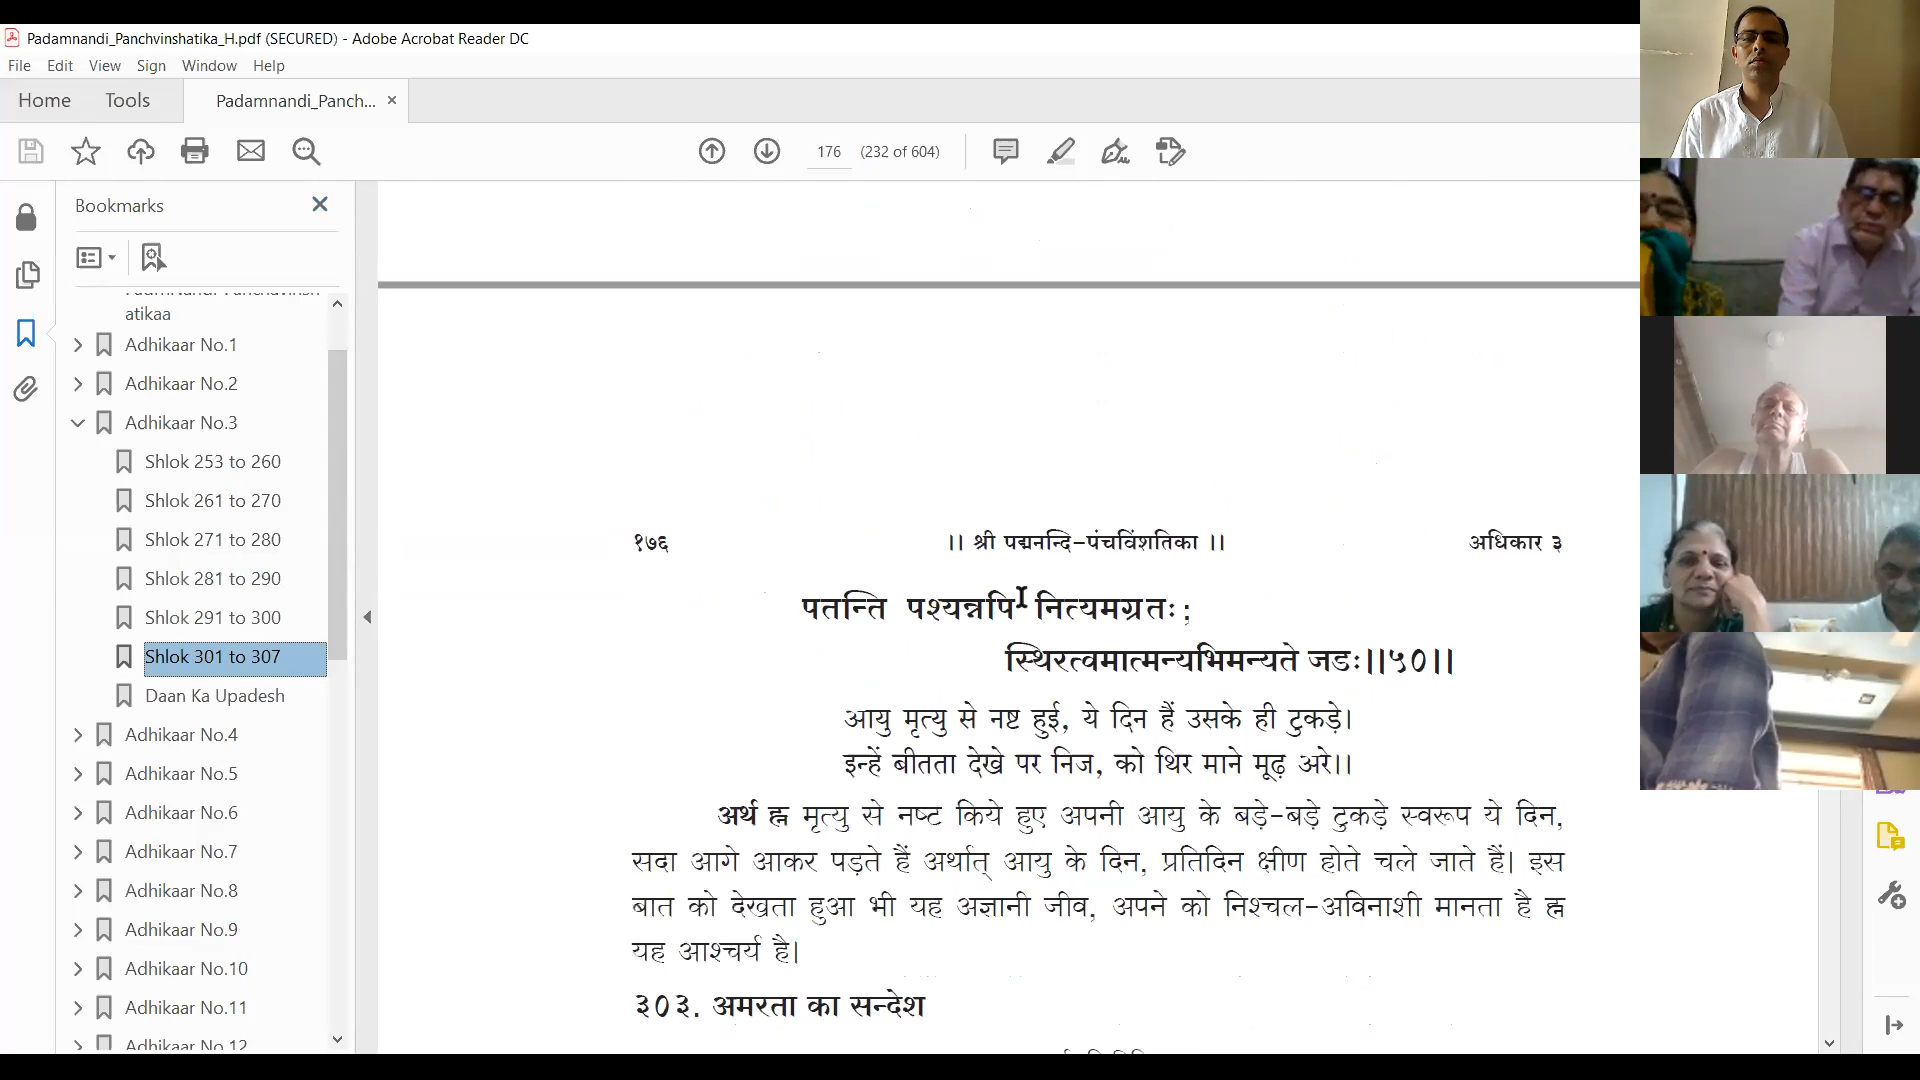 Padamnandi_Panchvinshatika_H.pdf (SECURED) - Adobe Acrobat Reader DC
File Edit View Sign Window Help
Home Tools Padamnandi_Panch... ×
176 (232 of 604)
Bookmarks
atikaa
Adhikaar No.1
Adhikaar No.2
Adhikaar No.3
Shlok 253 to 260
Shlok 261 to 270
Shlok 271 to 280
Shlok 281 to 290
Shlok 291 to 300
Shlok 301 to 307
Daan Ka Upadesh
Adhikaar No.4
Adhikaar No.5
Adhikaar No.6
Adhikaar No.7
Adhikaar No.8
Adhikaar No.9
Adhikaar No.10
Adhikaar No.11
Adhikaar No.12
१७६ ।। श्री पद्मनन्दि-पंचविंशतिका ।। अधिकार ३
पतन्ति पश्यन्नपि नित्यमग्रतः;
स्थिरत्वमात्मन्यभिमन्यते जडः।।५०।।
आयु मृत्यु से नष्ट हुई, ये दिन हैं उसके ही टुकड़े।
इन्हें बीतता देखे पर निज, को थिर माने मूढ़ अरे।।
अर्थ ह्न मृत्यु से नष्ट किये हुए अपनी आयु के बड़े-बड़े टुकड़े स्वरूप ये दिन,
सदा आगे आकर पड़ते हैं अर्थात् आयु के दिन, प्रतिदिन क्षीण होते चले जाते हैं। इस
बात को देखता हुआ भी यह अज्ञानी जीव, अपने को निश्चल-अविनाशी मानता है ह्न
यह आश्चर्य है।
३०३. अमरता का सन्देश